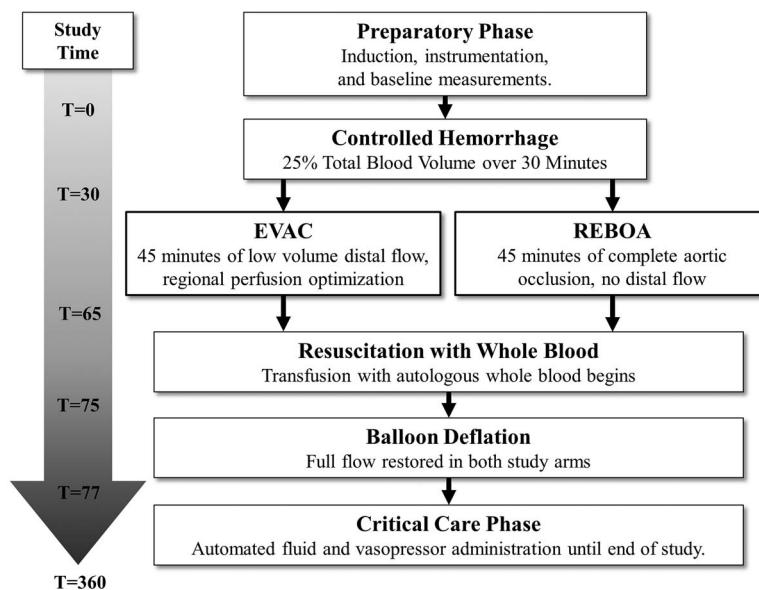 Study
Time
Preparatory Phase
Induction, instrumentation,
and baseline measurements.
T=0
Controlled Hemorrhage
25% Total Blood Volume over 30 Minutes
T=30
EVAC
45 minutes of low volume distal flow,
regional perfusion optimization
REBOA
45 minutes of complete aortic
occlusion, no distal flow
T=65
Resuscitation with Whole Blood
Transfusion with autologous whole blood begins
T=75
Balloon Deflation
Full flow restored in both study arms
T=77
Critical Care Phase
Automated fluid and vasopressor administration until end of study.
T=360